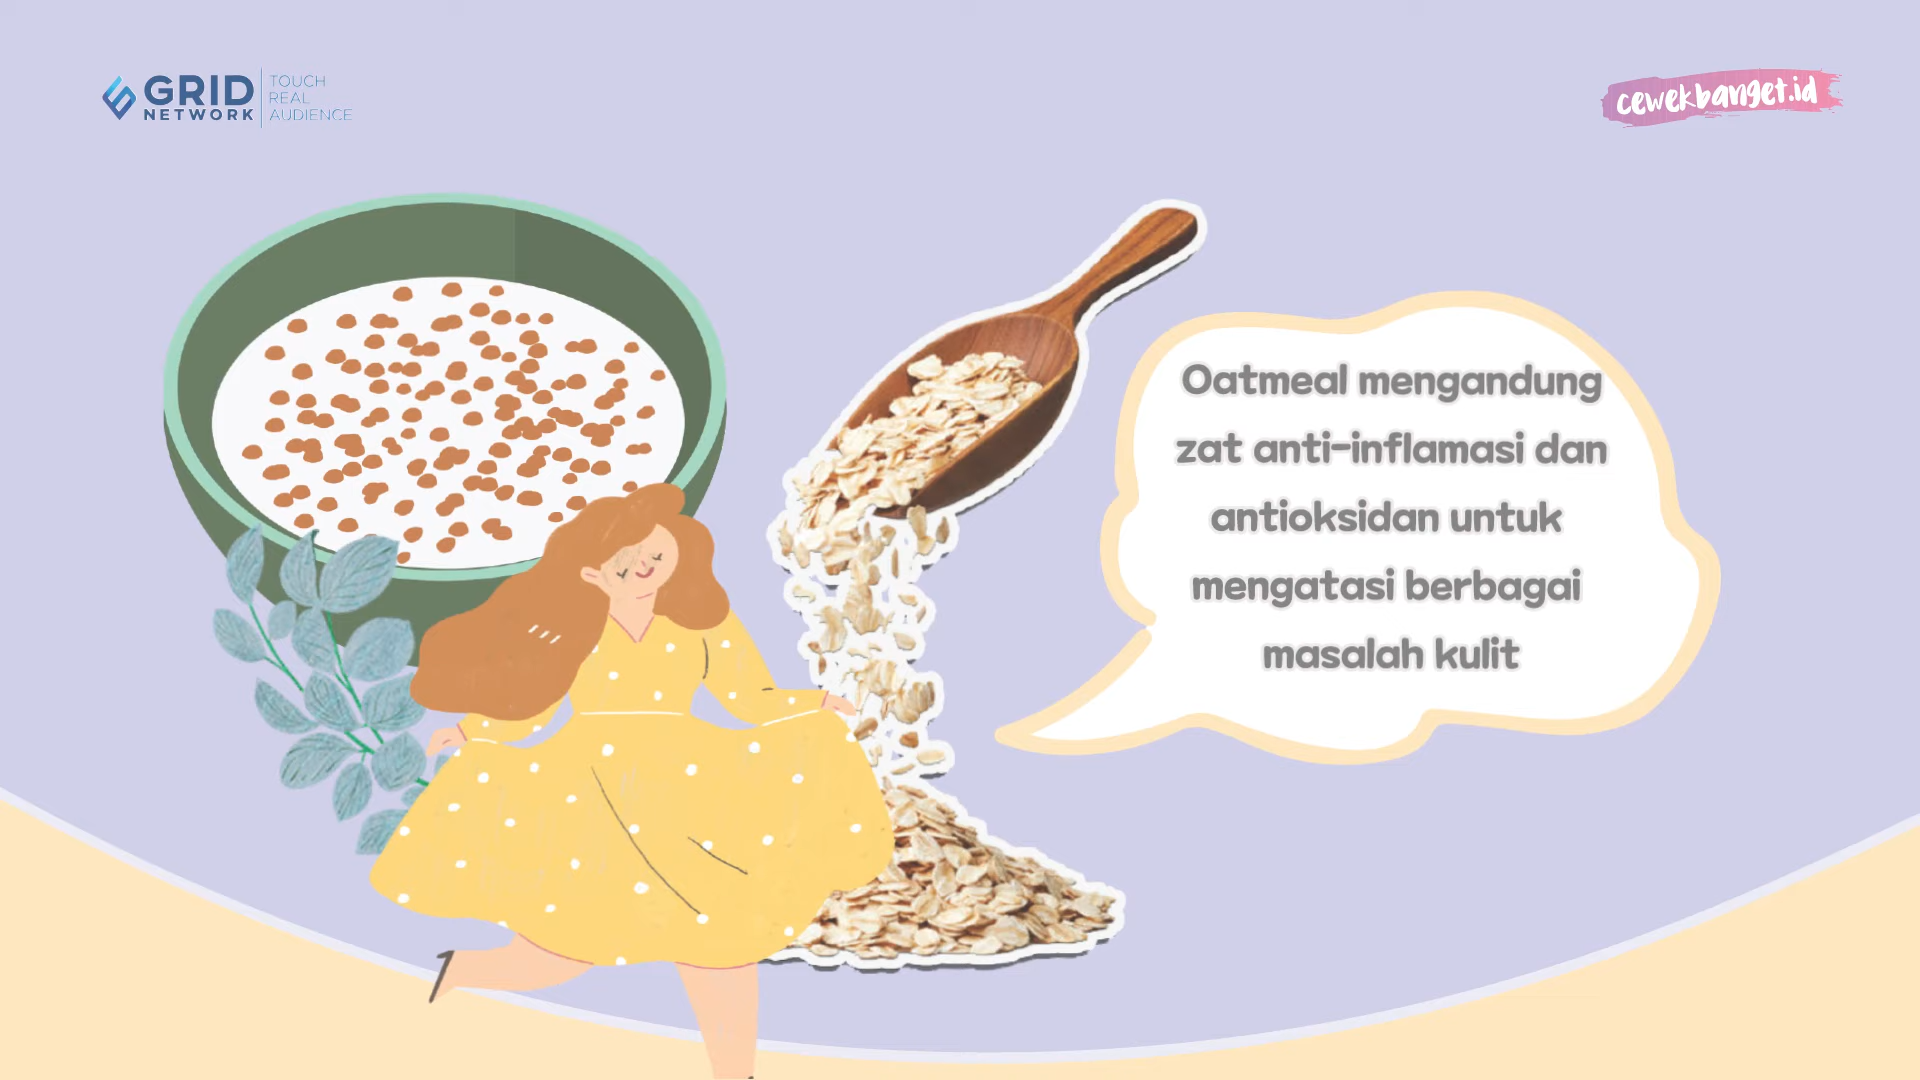 GRID
NETWORK
TOUCH
REAL
AUDIENCE
cewekbanget.id
Oatmeal mengandung
zat anti-inflamasi dan
antioksidan untuk
mengatasi berbagai
masalah kulit